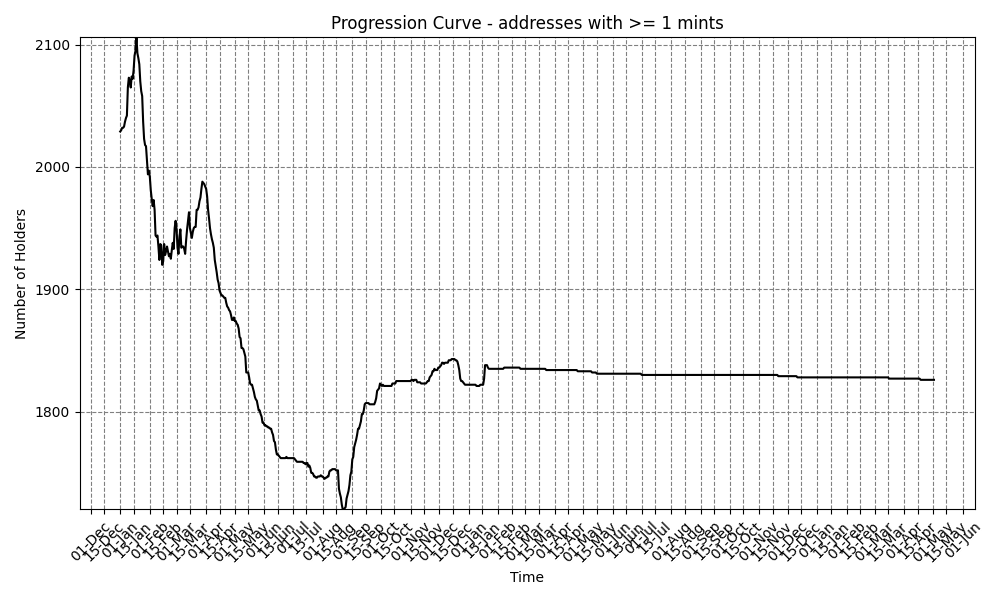 Progression Curve - addresses with >= 1 mints
Number of Holders
2100
2000
1900
1800
01-Dec
15-Dec
01-Jan
15-Jan
01-Feb
15-Feb
01-Mar
15-Mar
01-Apr
15-Apr
01-May
15-May
01-Jun
15-Jun
01-Jul
15-Jul
01-Aug
15-Aug
01-Sep
15-Sep
01-Oct
15-Oct
01-Nov
15-Nov
01-Dec
15-Dec
01-Jan
15-Jan
01-Feb
15-Feb
01-Mar
15-Mar
01-Apr
15-Apr
01-May
15-May
01-Jun
15-Jun
01-Jul
15-Jul
01-Aug
15-Aug
01-Sep
15-Sep
01-Oct
15-Oct
01-Nov
15-Nov
01-Dec
15-Dec
01-Jan
15-Jan
01-Feb
15-Feb
01-Mar
15-Mar
01-Apr
15-Apr
01-May
15-May
01-Jun
Time